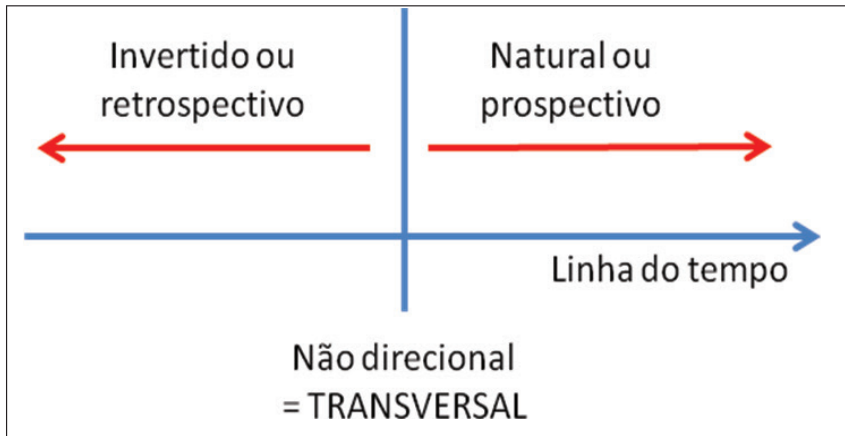 Invertido ou
retrospectivo
Natural ou
prospectivo
Linha do tempo
Não direcional
= TRANSVERSAL